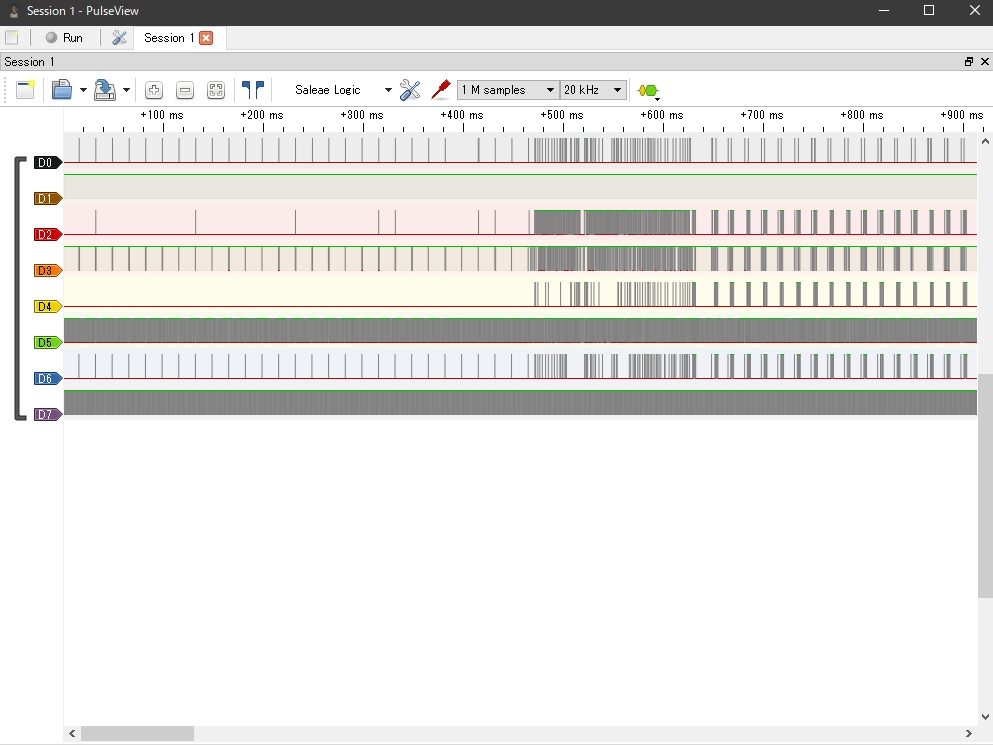 Session 1 - PulseView
Run
Session 1
Session 1
Saleae Logic
1 M samples
20 kHz
+100 ms +200 ms +300 ms +400 ms +500 ms +600 ms +700 ms +800 ms +900 ms
D0
D1
D2
D3
D4
D5
D6
D7